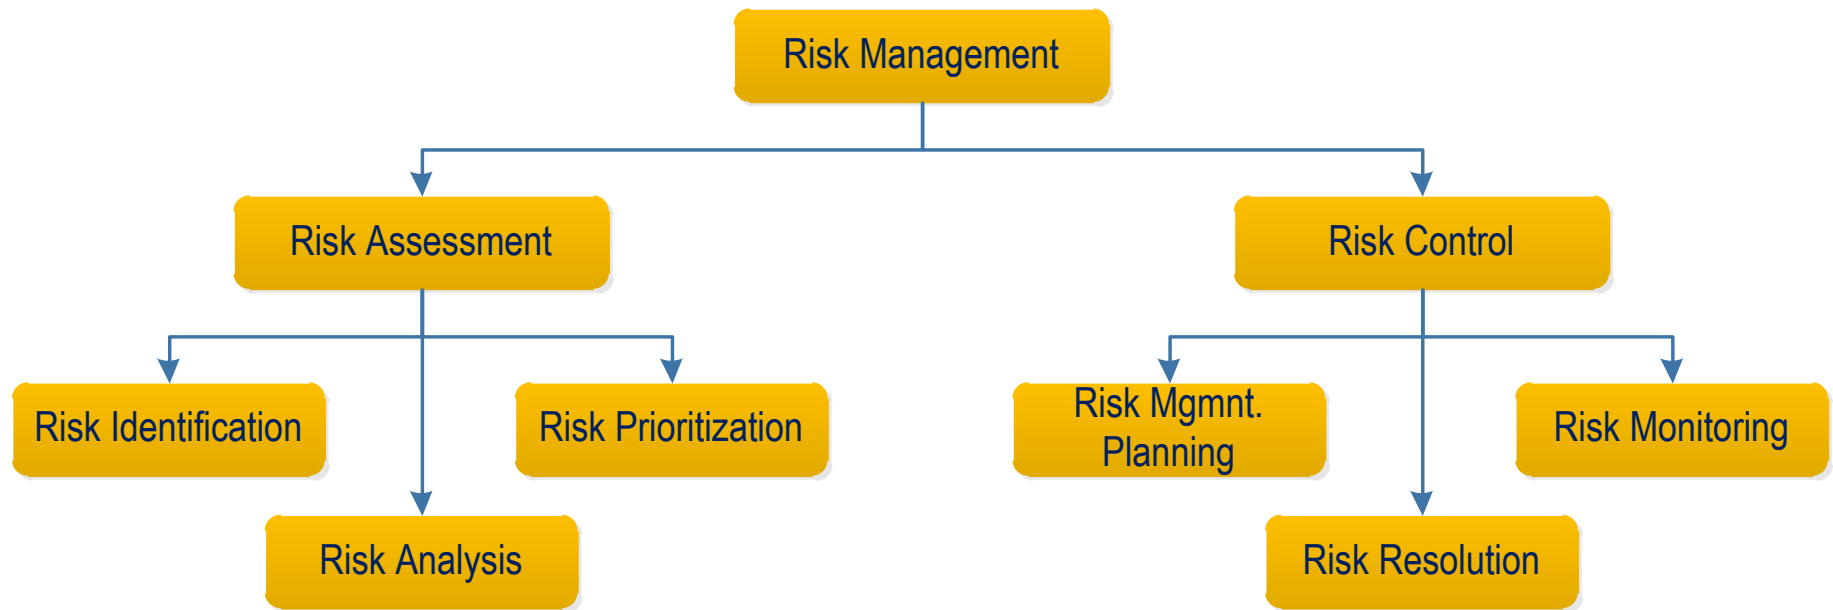 Risk Management
Risk Assessment
Risk Control
Risk Identification
Risk Prioritization
Risk Mgmnt.
Planning
Risk Monitoring
Risk Analysis
Risk Resolution